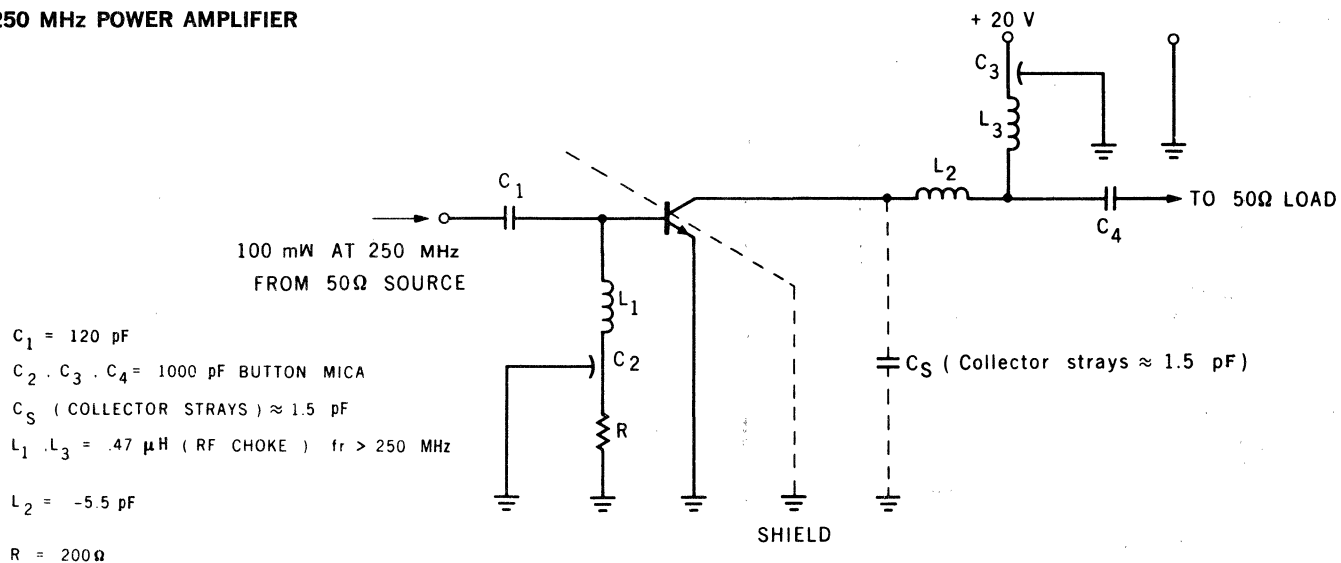 250 MHz POWER AMPLIFIER
+ 20 V
C3
L3
L2
C4
TO 50Ω LOAD
C1
100 mW AT 250 MHz
FROM 50Ω SOURCE
L1
C2
R
CS ( Collector strays ≈ 1.5 pF)
SHIELD
C1 = 120 pF
C2 . C3 . C4 = 1000 pF BUTTON MICA
CS ( COLLECTOR STRAYS ) ≈ 1.5 pF
L1 .L3 = .47 µH ( RF CHOKE ) fr > 250 MHz
L2 = -5.5 pF
R = 200Ω